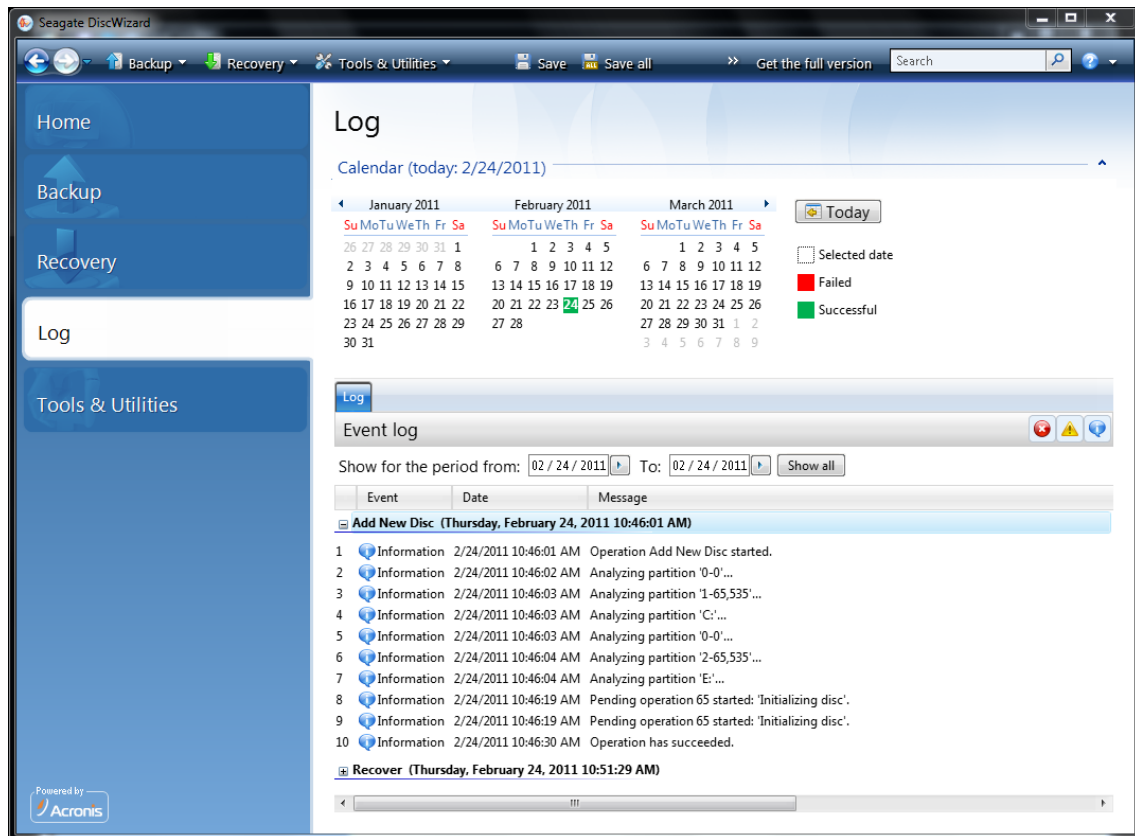 Seagate DiscWizard
Backup Recovery Tools & Utilities Save Save all >> Get the full version Search
Home
Backup
Recovery
Log
Tools & Utilities
Powered by
Acronis
Log
Calendar (today: 2/24/2011)
January 2011 February 2011 March 2011
Su Mo Tu We Th Fr Sa Su Mo Tu We Th Fr Sa Su Mo Tu We Th Fr Sa
26 27 28 29 30 31 1 1 2 3 4 5 1 2 3 4 5
2 3 4 5 6 7 8 6 7 8 9 10 11 12 6 7 8 9 10 11 12
9 10 11 12 13 14 15 13 14 15 16 17 18 19 13 14 15 16 17 18 19
16 17 18 19 20 21 22 20 21 22 23 24 25 26 20 21 22 23 24 25 26
23 24 25 26 27 28 29 27 28 27 28 29 30 31 1 2
30 31 3 4 5 6 7 8 9
Today
Selected date
Failed
Successful
Log
Event log
Show for the period from: 02 / 24 / 2011 To: 02 / 24 / 2011 Show all
Event Date Message
Add New Disc (Thursday, February 24, 2011 10:46:01 AM)
1 Information 2/24/2011 10:46:01 AM Operation Add New Disc started.
2 Information 2/24/2011 10:46:02 AM Analyzing partition '0-0'...
3 Information 2/24/2011 10:46:03 AM Analyzing partition '1-65,535'...
4 Information 2/24/2011 10:46:03 AM Analyzing partition 'C:'...
5 Information 2/24/2011 10:46:03 AM Analyzing partition '0-0'...
6 Information 2/24/2011 10:46:04 AM Analyzing partition '2-65,535'...
7 Information 2/24/2011 10:46:04 AM Analyzing partition 'E:'...
8 Information 2/24/2011 10:46:19 AM Pending operation 65 started: 'Initializing disc'.
9 Information 2/24/2011 10:46:19 AM Pending operation 65 started: 'Initializing disc'.
10 Information 2/24/2011 10:46:30 AM Operation has succeeded.
Recover (Thursday, February 24, 2011 10:51:29 AM)